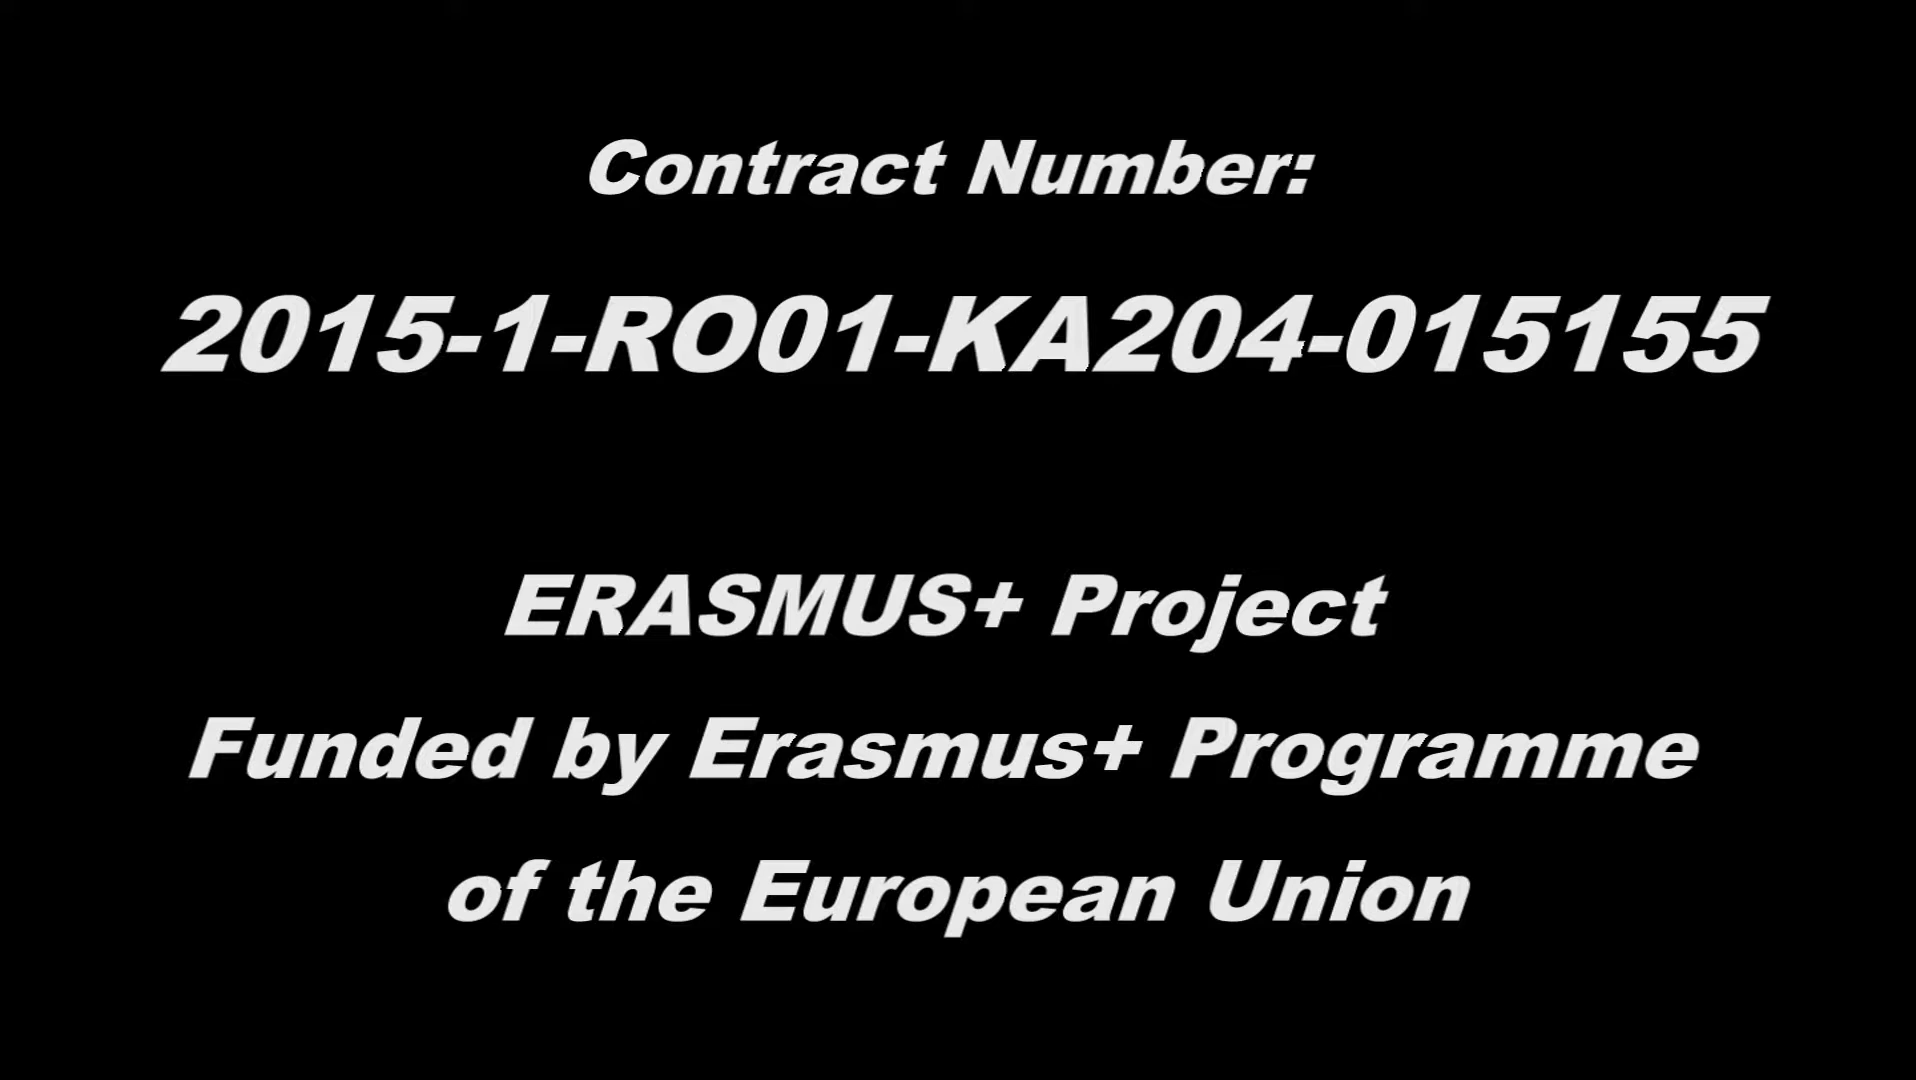 Contract Number:
2015-1-RO01-KA204-015155
ERASMUS+ Project
Funded by Erasmus+ Programme
of the European Union